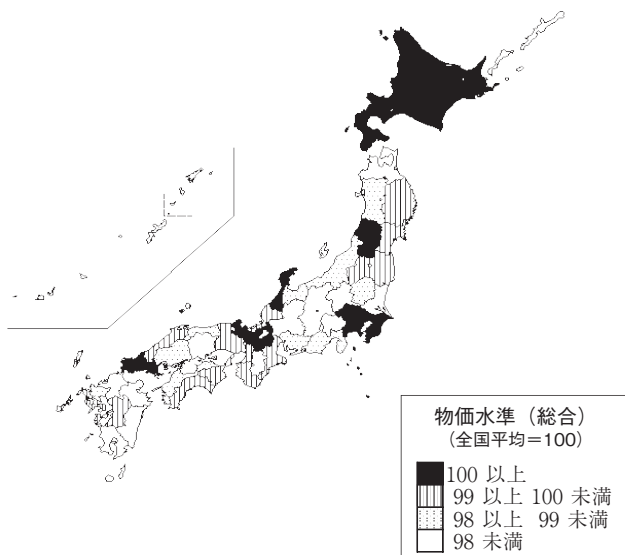 物価水準（総合）
（全国平均＝100）
100 以上
99 以上 100 未満
98 以上 99 未満
98 未満